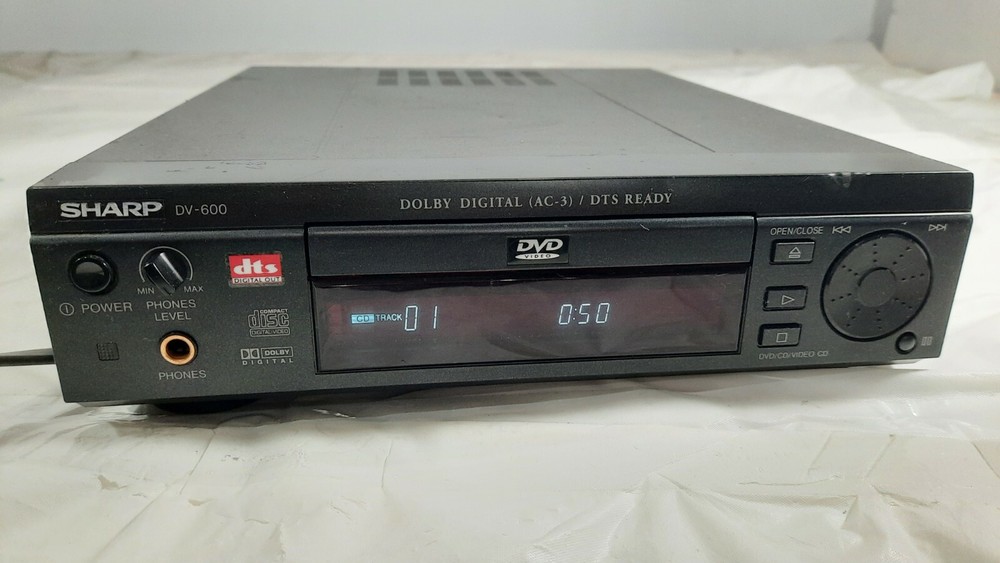 SHARP DV-600
DOLBY DIGITAL (AC-3) / DTS READY
POWER
MIN MAX
PHONES
LEVEL
PHONES
dts
DIGITAL OUT
COMPACT
disc
DIGITAL VIDEO
DOLBY
DIGITAL
DVD
VIDEO
CD TRACK 01 0:50
OPEN/CLOSE
DVD/CD/VIDEO CD